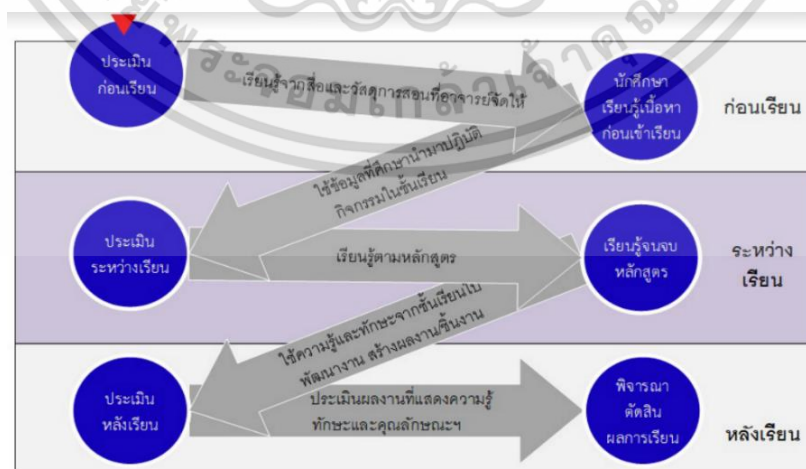 พระจอมเกล้าเจ้าคุณ
ประเมิน
ก่อนเรียน
เรียนรู้จากสื่อและวัสดุการสอนที่อาจารย์จัดให้
นักศึกษา
เรียนรู้เนื้อหา
ก่อนเข้าเรียน
ก่อนเรียน
ใช้ข้อมูลที่ศึกษานำมาปฏิบัติ
กิจกรรมในชั้นเรียน
ประเมิน
ระหว่างเรียน
เรียนรู้ตามหลักสูตร
เรียนรู้จนจบ
หลักสูตร
ระหว่าง
เรียน
ใช้ความรู้และทักษะจากชั้นเรียนไป
พัฒนางาน สร้างผลงาน/ชิ้นงาน
ประเมิน
หลังเรียน
ประเมินผลงานที่แสดงความรู้
ทักษะและคุณลักษณะฯ
พิจารณา
ตัดสิน
ผลการเรียน
หลังเรียน